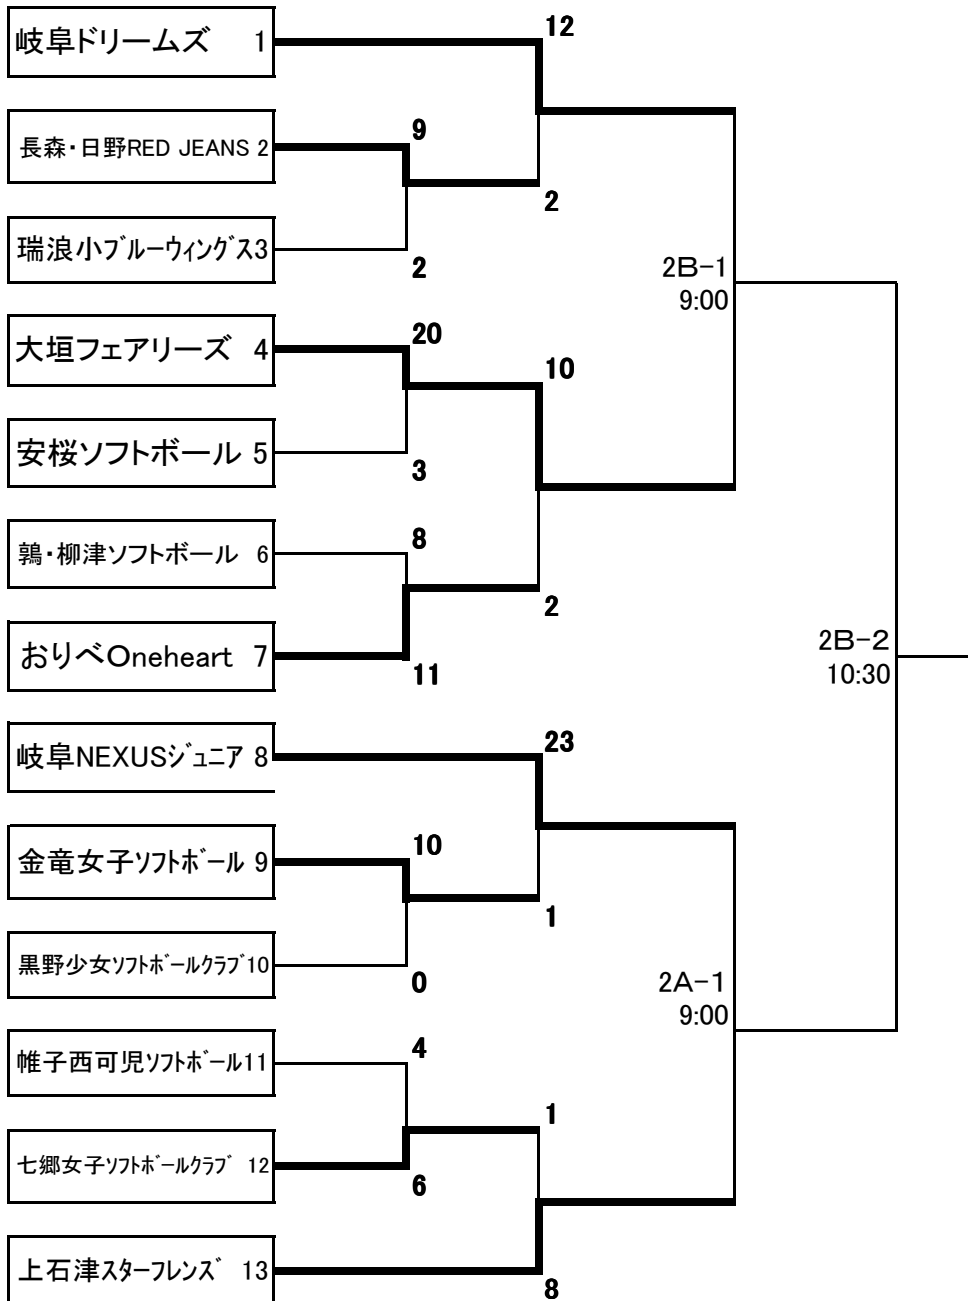 岐阜ドリームズ 1
12
長森・日野RED JEANS 2
9
2
瑞浪小ﾌﾞﾙｰｳｨﾝｸﾞｽ3
2
2B-1
9:00
大垣フェアリーズ 4
20
10
安桜ソフトボール 5
3
鶉・柳津ソフトボール 6
8
2
おりべOneheart 7
11
2B-2
10:30
岐阜NEXUSｼﾞｭﾆｱ 8
23
金竜女子ｿﾌﾄﾎﾞｰﾙ 9
10
1
黒野少女ｿﾌﾄﾎﾞｰﾙｸﾗﾌﾞ10
0
2A-1
9:00
帷子西可児ｿﾌﾄﾎﾞｰﾙ11
4
1
七郷女子ｿﾌﾄﾎﾞｰﾙｸﾗﾌﾞ 12
6
上石津ｽﾀｰﾌﾚﾝｽﾞ 13
8